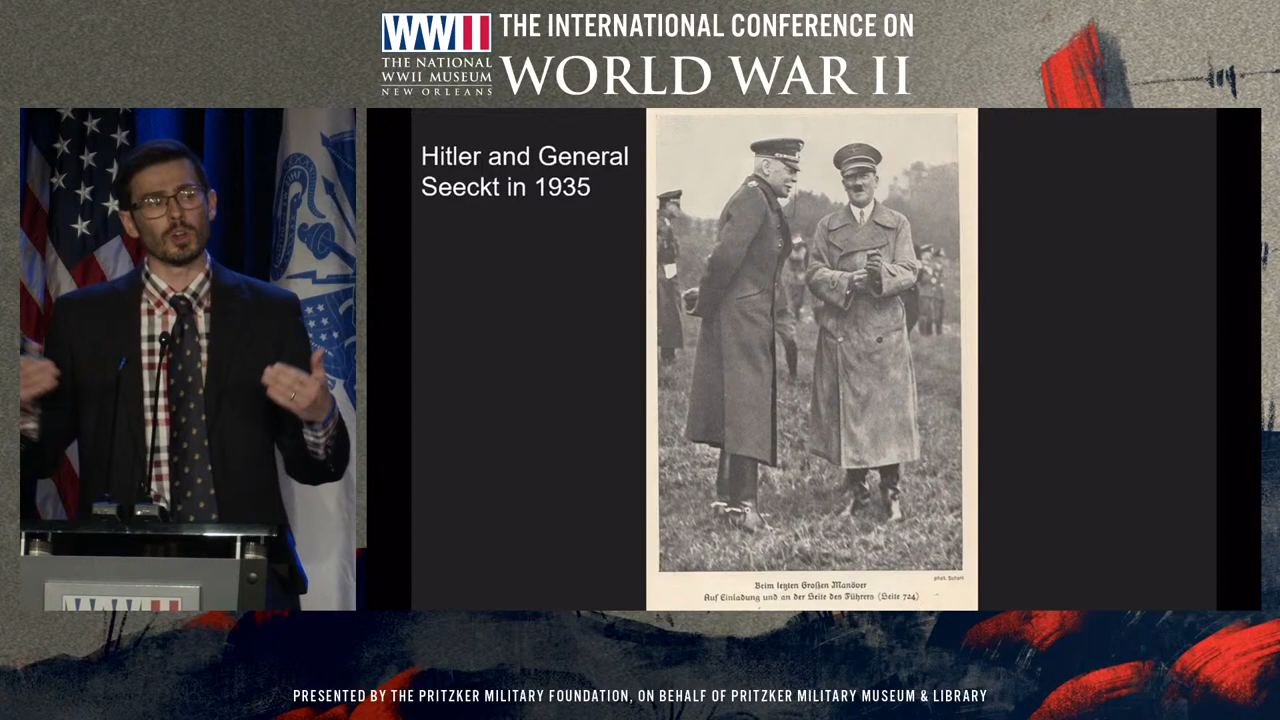 WWII
THE NATIONAL
WWII MUSEUM
NEW ORLEANS
THE INTERNATIONAL CONFERENCE ON
WORLD WAR II
Hitler and General
Seeckt in 1935
phot. Scherl
Beim letzten Großen Manöver
Auf Einladung und an der Seite des Führers (Seite 724)
PRESENTED BY THE PRITZKER MILITARY FOUNDATION, ON BEHALF OF PRITZKER MILITARY MUSEUM & LIBRARY